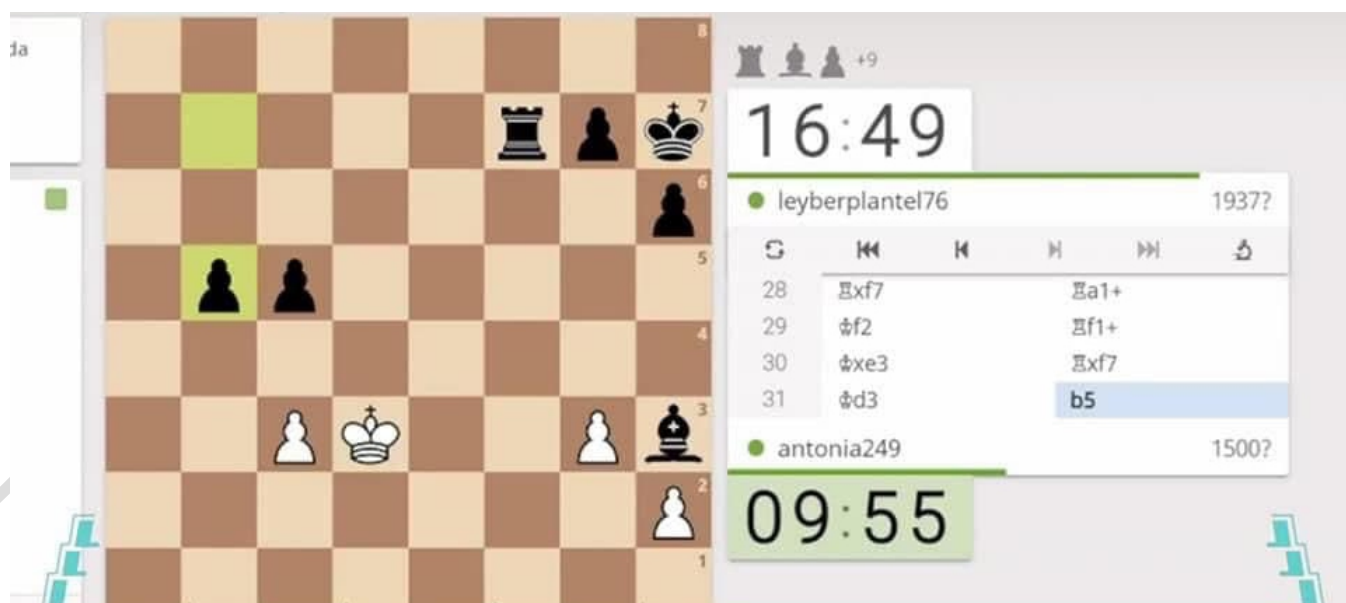 da
8
7
6
5
4
3
2
1
+9
16:49
leyberplantel76 1937?
28 ♖xf7 ♖a1+
29 ♔f2 ♖f1+
30 ♔xe3 ♖xf7
31 ♔d3 b5
antonia249 1500?
09:55